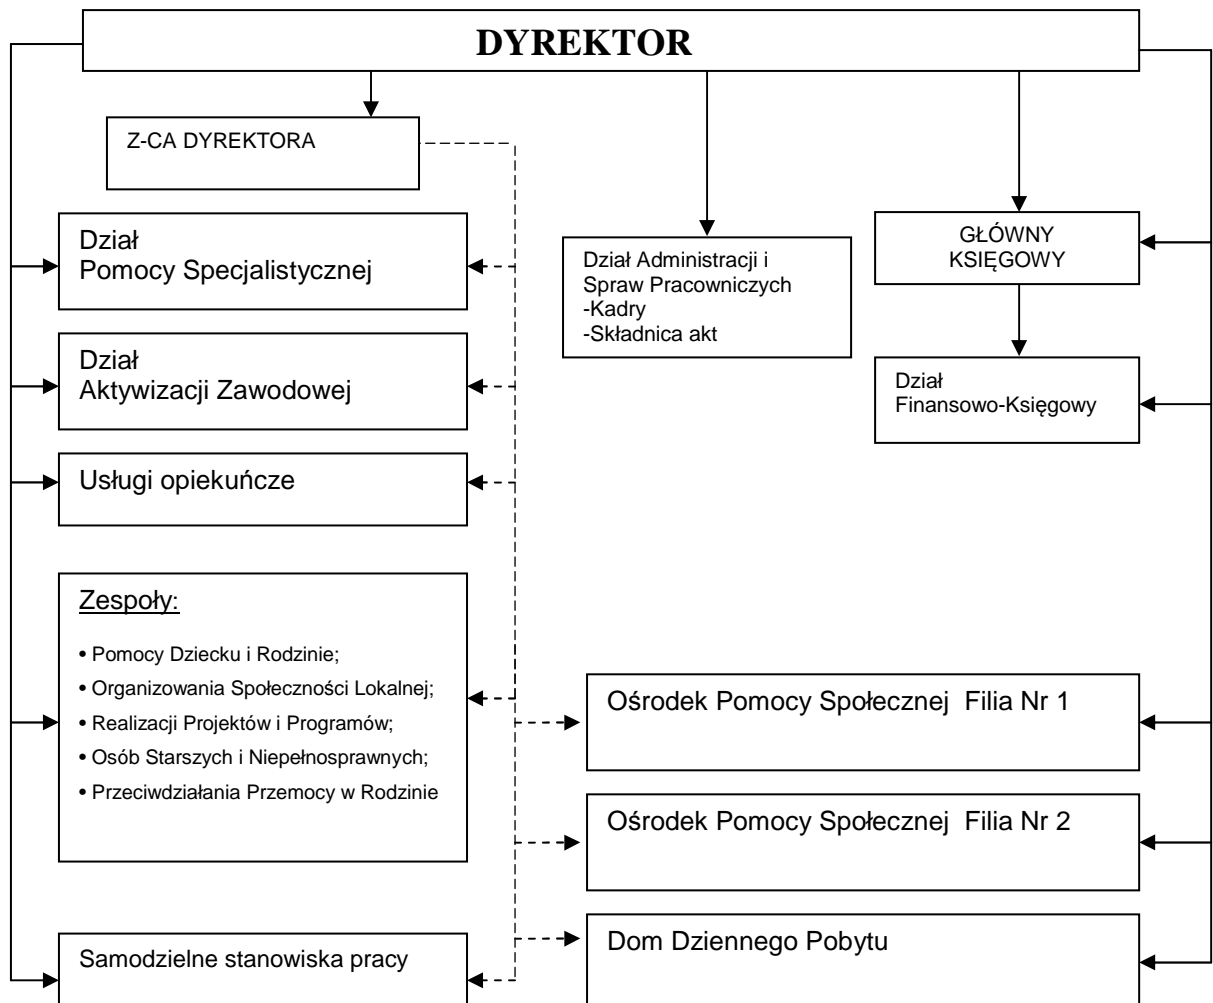 DYREKTOR
Z-CA DYREKTORA
Dział
Pomocy Specjalistycznej
Dział Administracji i
Spraw Pracowniczych
-Kadry
-Składnica akt
GŁÓWNY
KSIĘGOWY
Dział
Aktywizacji Zawodowej
Dział
Finansowo-Księgowy
Usługi opiekuńcze
Zespoły:
• Pomocy Dziecku i Rodzinie;
• Organizowania Społeczności Lokalnej;
• Realizacji Projektów i Programów;
• Osób Starszych i Niepełnosprawnych;
• Przeciwdziałania Przemocy w Rodzinie
Ośrodek Pomocy Społecznej  Filia Nr 1
Ośrodek Pomocy Społecznej  Filia Nr 2
Dom Dziennego Pobytu
Samodzielne stanowiska pracy